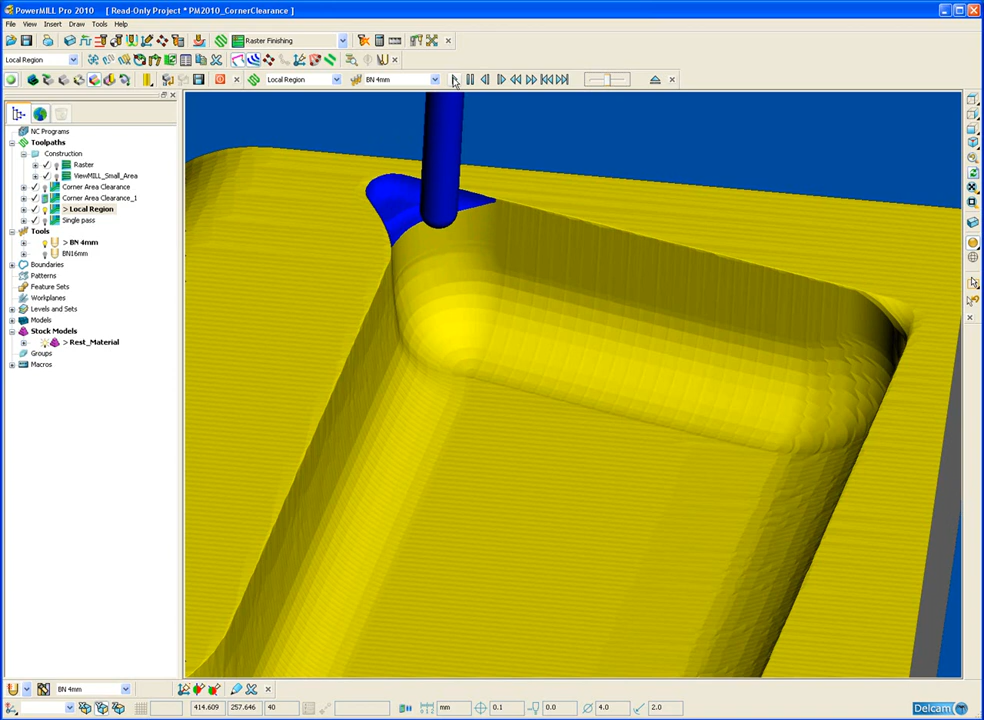 PowerMILL Pro 2010   [ Read-Only Project * PM2010_CornerClearance ]
File View Insert Draw Tools Help
Raster Finishing
Local Region
Local Region BN 4mm
NC Programs
Toolpaths
Construction
Raster
ViewMILL_Small_Area
Corner Area Clearance
Corner Area Clearance_1
> Local Region
Single pass
Tools
> BN 4mm
BN16mm
Boundaries
Patterns
Feature Sets
Workplanes
Levels and Sets
Models
Stock Models
> Rest_Material
Groups
Macros
BN 4mm
414.609 257.646 40 mm 0.1 0.0 4.0 2.0 Delcam